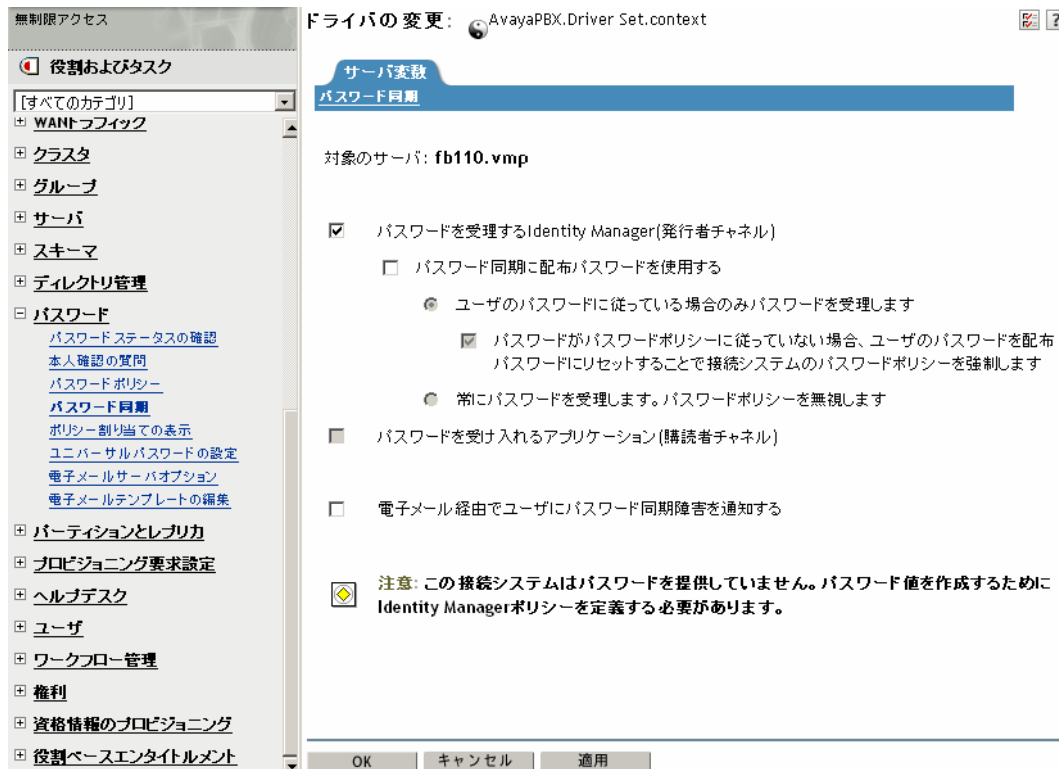 無制限アクセス
役割およびタスク
[すべてのカテゴリ]
WANトラフィック
クラスタ
グループ
サーバ
スキーマ
ディレクトリ管理
パスワード
パスワードステータスの確認
本人確認の質問
パスワードポリシー
パスワード同期
ポリシー割り当ての表示
ユニバーサルパスワードの設定
電子メールサーバオプション
電子メールテンプレートの編集
パーティションとレプリカ
プロビジョニング要求設定
ヘルプデスク
ユーザ
ワークフロー管理
権利
資格情報のプロビジョニング
役割ベースエンタイトルメント
ドライバの変更: AvayaPBX.Driver Set.context
?
サーバ変数
パスワード同期
対象のサーバ: fb110.vmp
パスワードを受理するIdentity Manager(発行者チャネル)
パスワード同期に配布パスワードを使用する
ユーザのパスワードに従っている場合のみパスワードを受理します
パスワードがパスワードポリシーに従っていない場合、ユーザのパスワードを配布
パスワードにリセットすることで接続システムのパスワードポリシーを強制します
常にパスワードを受理します。パスワードポリシーを無視します
パスワードを受け入れるアプリケーション(購読者チャネル)
電子メール経由でユーザにパスワード同期障害を通知する
注意: この接続システムはパスワードを提供していません。パスワード値を作成するために
Identity Managerポリシーを定義する必要があります。
OK キャンセル 適用